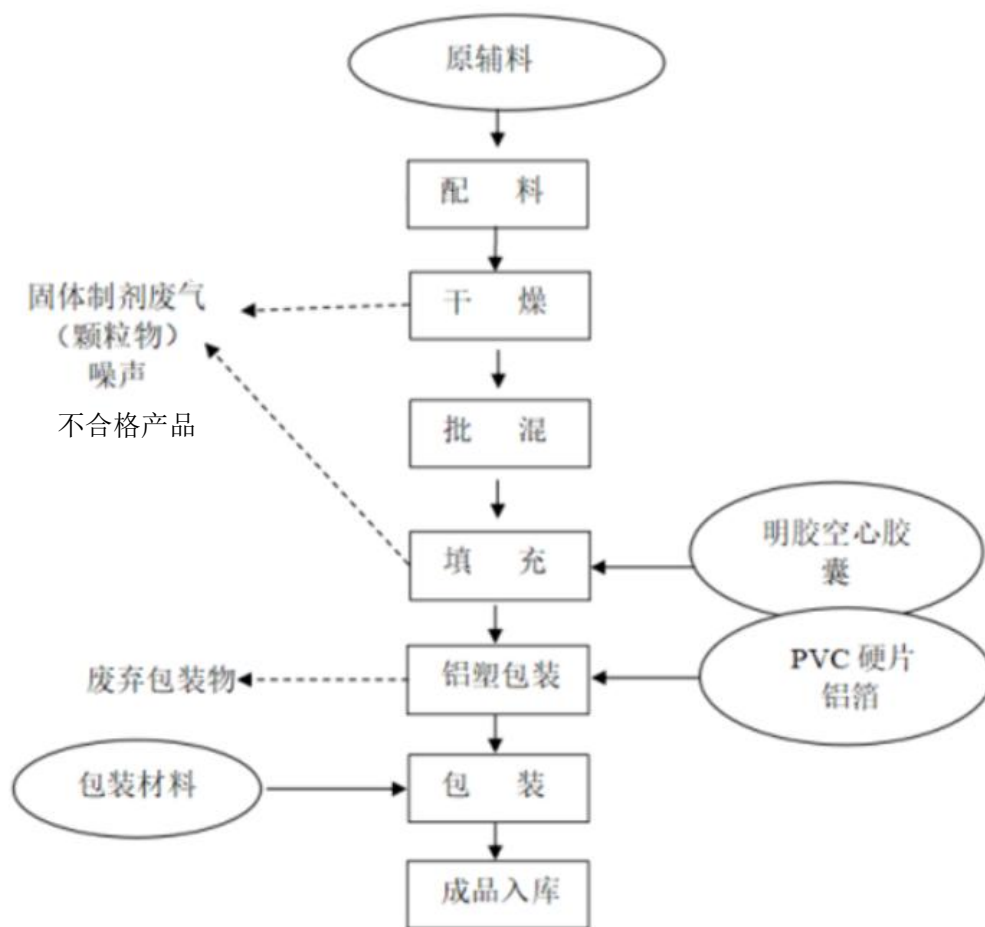 原辅料
配 料
干 燥
固体制剂废气
（颗粒物）
噪声
不合格产品
批 混
填 充
明胶空心胶
囊
铝塑包装
PVC 硬片
铝箔
废弃包装物
包 装
包装材料
成品入库